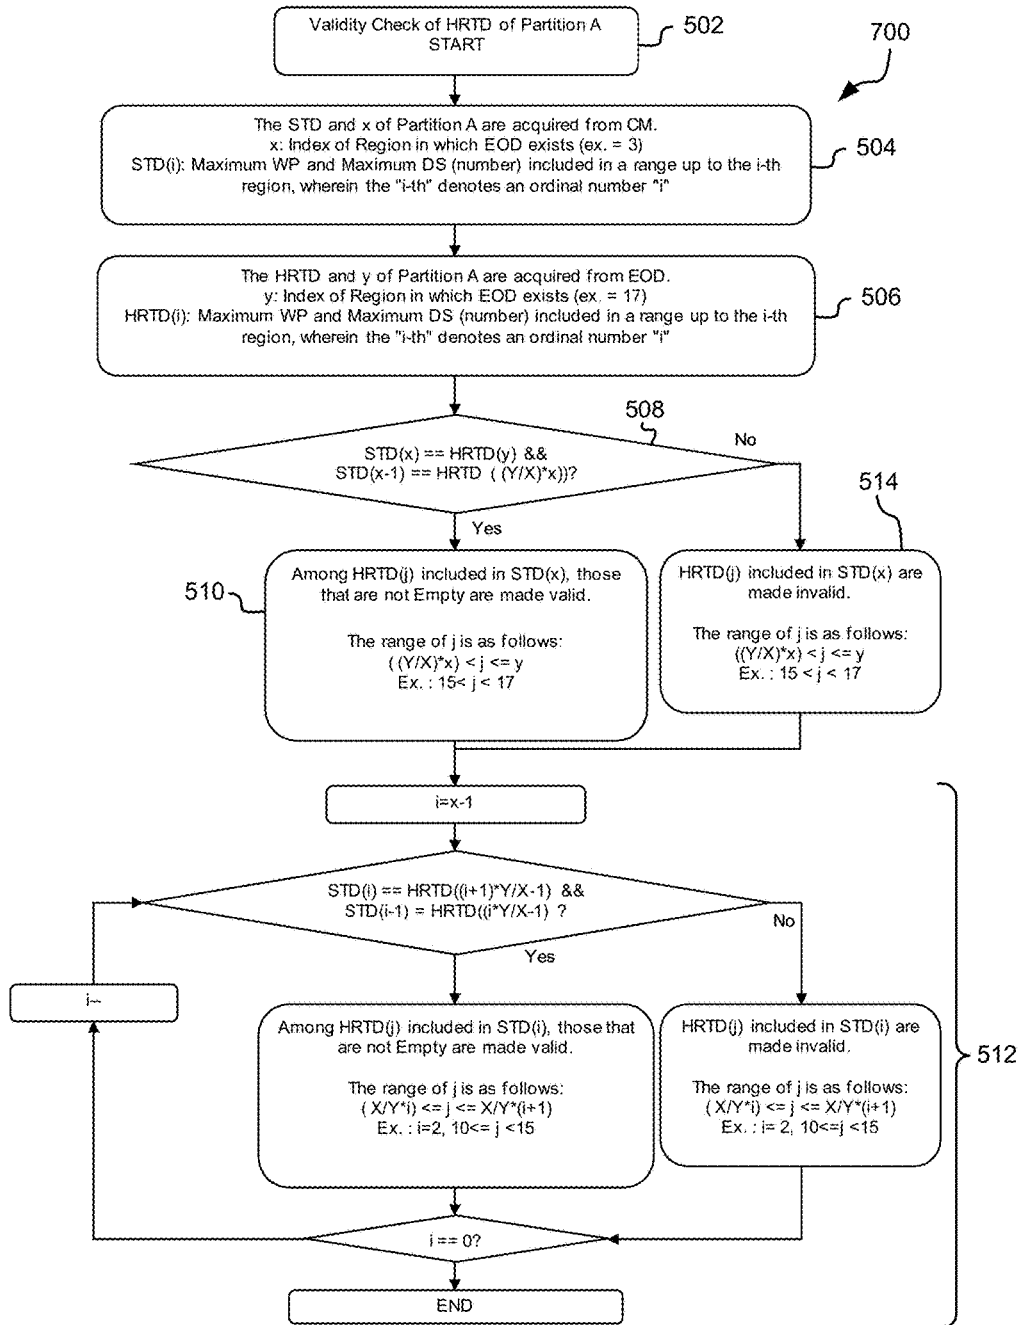 Validity Check of HRTD of Partition A
START
502
700
The STD and x of Partition A are acquired from CM.
x: Index of Region in which EOD exists (ex. = 3)
STD(i): Maximum WP and Maximum DS (number) included in a range up to the i-th
region, wherein the "i-th" denotes an ordinal number "i"
504
The HRTD and y of Partition A are acquired from EOD.
y: Index of Region in which EOD exists (ex. = 17)
HRTD(i): Maximum WP and Maximum DS (number) included in a range up to the i-th
region, wherein the "i-th" denotes an ordinal number "i"
506
508
STD(x) == HRTD(y) &&
STD(x-1) == HRTD ( (Y/X)*x))?
No
Yes
514
510
Among HRTD(j) included in STD(x), those
that are not Empty are made valid.
The range of j is as follows:
( (Y/X)*x) < j <= y
Ex. : 15< j < 17
HRTD(j) included in STD(x) are
made invalid.
The range of j is as follows:
((Y/X)*x) < j <= y
Ex. : 15 < j < 17
i=x-1
STD(i) == HRTD((i+1)*Y/X-1) &&
STD(i-1) = HRTD((i*Y/X-1) ?
No
Yes
i--
Among HRTD(j) included in STD(i), those that
are not Empty are made valid.
The range of j is as follows:
( X/Y*i) <= j <= X/Y*(i+1)
Ex. : i=2, 10<= j <15
HRTD(j) included in STD(i) are
made invalid.
The range of j is as follows:
( X/Y*i) <= j <= X/Y*(i+1)
Ex. : i= 2, 10<=j <15
512
i == 0?
END